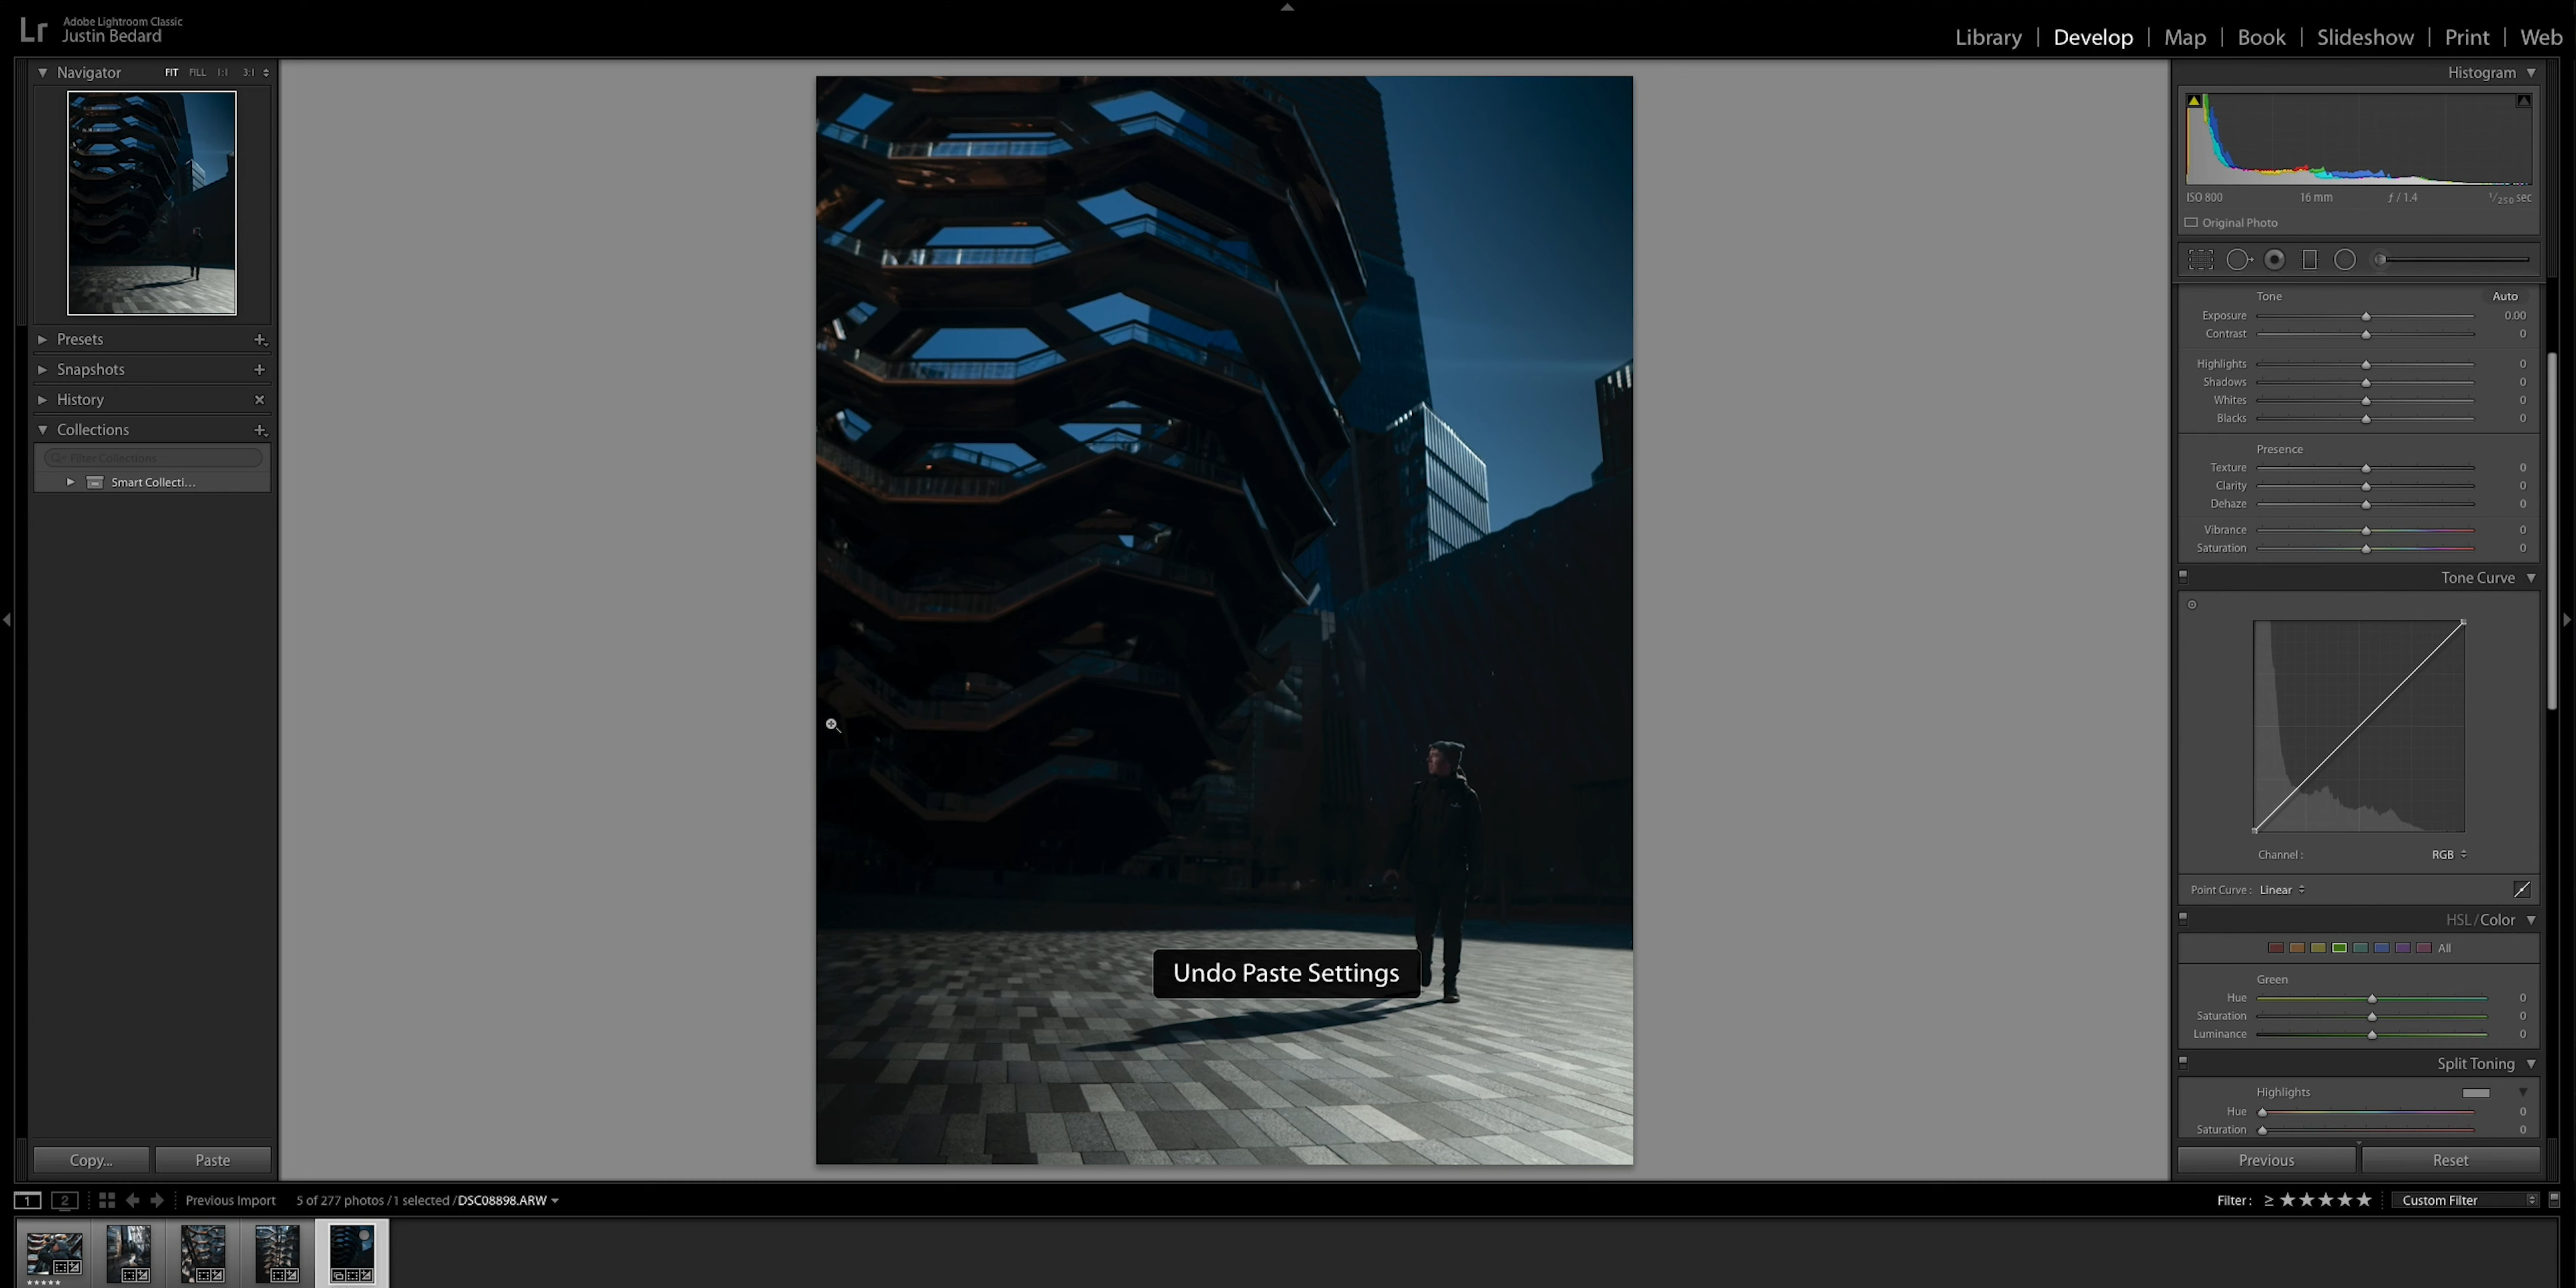 Lr Adobe Lightroom Classic
Justin Bedard
Library | Develop | Map | Book | Slideshow | Print | Web
Navigator FIT FILL 1:1 3:1
Presets
Snapshots
History
Collections
Filter Collections
Smart Collecti...
Copy... Paste
Undo Paste Settings
Histogram
ISO 800 16 mm ƒ / 1.4 1/250 sec
Original Photo
Tone Auto
Exposure 0.00
Contrast 0
Highlights 0
Shadows 0
Whites 0
Blacks 0
Presence
Texture 0
Clarity 0
Dehaze 0
Vibrance 0
Saturation 0
Tone Curve
Channel : RGB
Point Curve : Linear
HSL / Color
All
Green
Hue 0
Saturation 0
Luminance 0
Split Toning
Highlights
Hue 0
Saturation 0
Previous Reset
1 2 Previous Import 5 of 277 photos / 1 selected / DSC08898.ARW
Filter : ≥ ★★★★★ Custom Filter
★★★★★